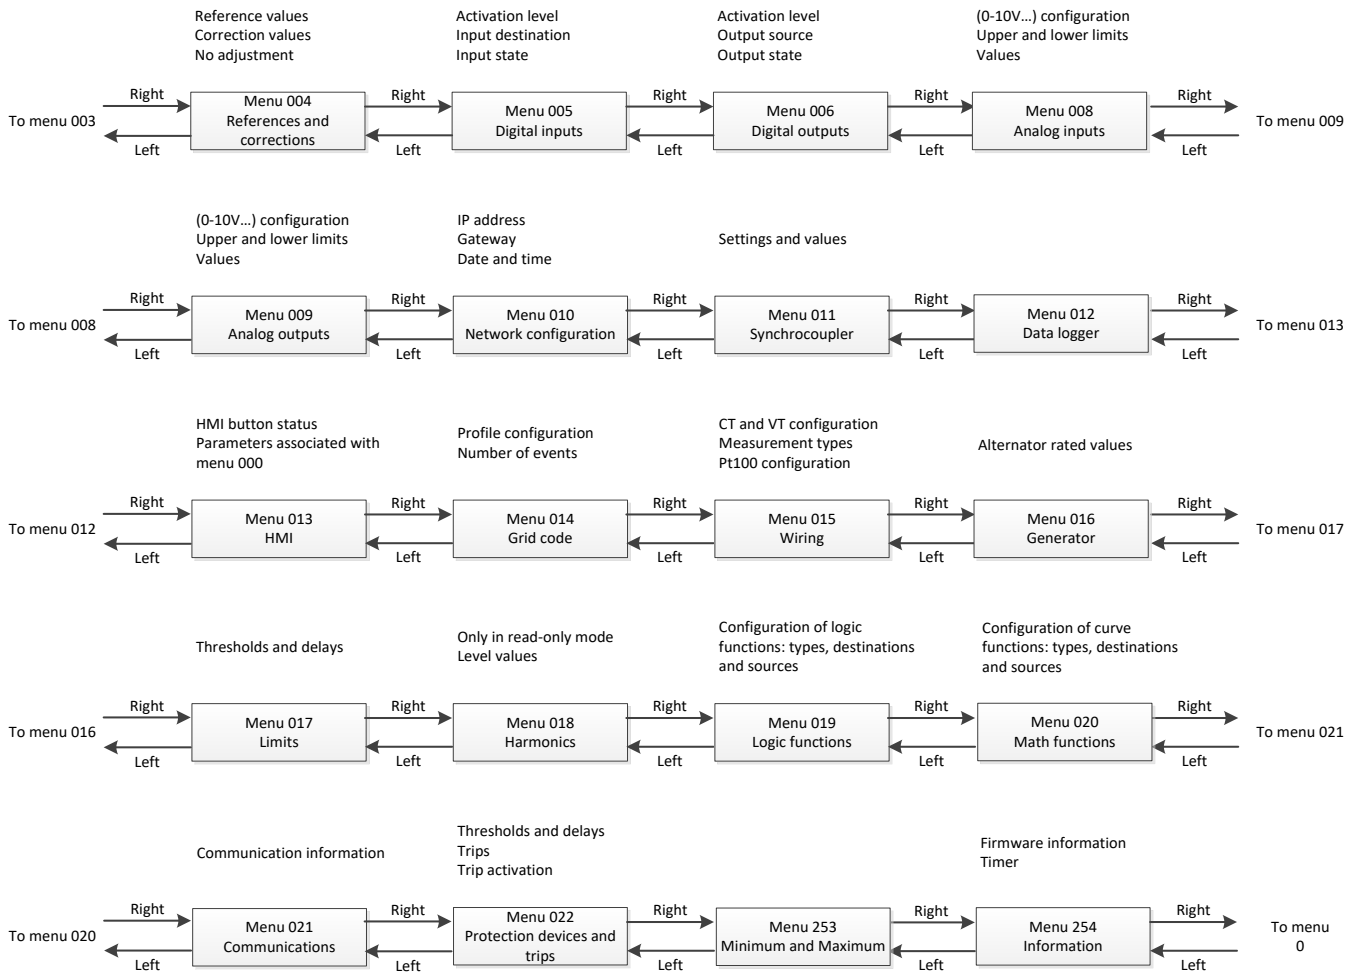 Reference values
Correction values
No adjustment
Activation level
Input destination
Input state
Activation level
Output source
Output state
(0-10V...) configuration
Upper and lower limits
Values
To menu 003
Right
Left
Menu 004
References and
corrections
Right
Left
Menu 005
Digital inputs
Right
Left
Menu 006
Digital outputs
Right
Left
Menu 008
Analog inputs
Right
Left
To menu 009
(0-10V...) configuration
Upper and lower limits
Values
IP address
Gateway
Date and time
Settings and values
To menu 008
Right
Left
Menu 009
Analog outputs
Right
Left
Menu 010
Network configuration
Right
Left
Menu 011
Synchrocoupler
Right
Left
Menu 012
Data logger
Right
Left
To menu 013
HMI button status
Parameters associated with
menu 000
Profile configuration
Number of events
CT and VT configuration
Measurement types
Pt100 configuration
Alternator rated values
To menu 012
Right
Left
Menu 013
HMI
Right
Left
Menu 014
Grid code
Right
Left
Menu 015
Wiring
Right
Left
Menu 016
Generator
Right
Left
To menu 017
Thresholds and delays
Only in read-only mode
Level values
Configuration of logic
functions: types, destinations
and sources
Configuration of curve
functions: types, destinations
and sources
To menu 016
Right
Left
Menu 017
Limits
Right
Left
Menu 018
Harmonics
Right
Left
Menu 019
Logic functions
Right
Left
Menu 020
Math functions
Right
Left
To menu 021
Communication information
Thresholds and delays
Trips
Trip activation
Firmware information
Timer
To menu 020
Right
Left
Menu 021
Communications
Right
Left
Menu 022
Protection devices and
trips
Right
Left
Menu 253
Minimum and Maximum
Right
Left
Menu 254
Information
Right
Left
To menu
0